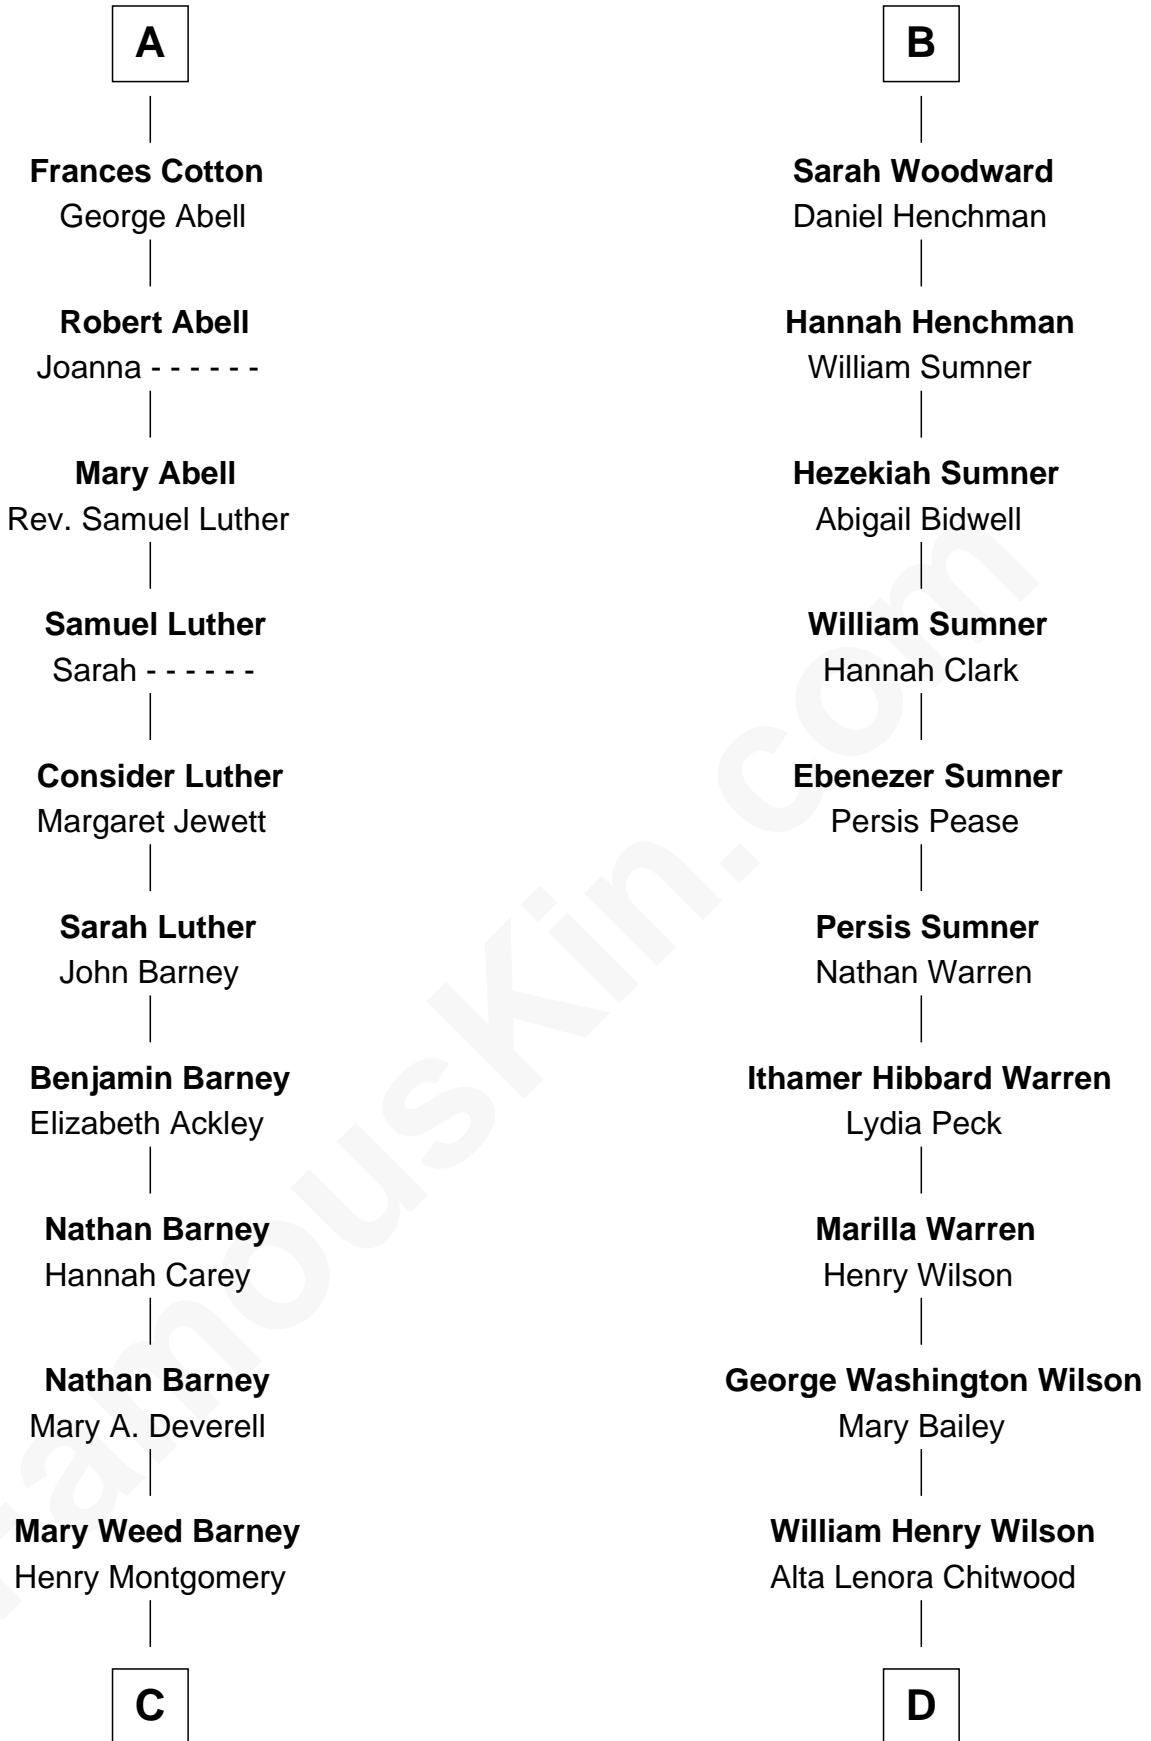 A
Frances Cotton
George Abell
Robert Abell
Joanna - - - - - -
Mary Abell
Rev. Samuel Luther
Samuel Luther
Sarah - - - - - -
Consider Luther
Margaret Jewett
Sarah Luther
John Barney
Benjamin Barney
Elizabeth Ackley
Nathan Barney
Hannah Carey
Nathan Barney
Mary A. Deverell
Mary Weed Barney
Henry Montgomery
C
B
Sarah Woodward
Daniel Henchman
Hannah Henchman
William Sumner
Hezekiah Sumner
Abigail Bidwell
William Sumner
Hannah Clark
Ebenezer Sumner
Persis Pease
Persis Sumner
Nathan Warren
Ithamer Hibbard Warren
Lydia Peck
Marilla Warren
Henry Wilson
George Washington Wilson
Mary Bailey
William Henry Wilson
Alta Lenora Chitwood
D
FamousKin.com